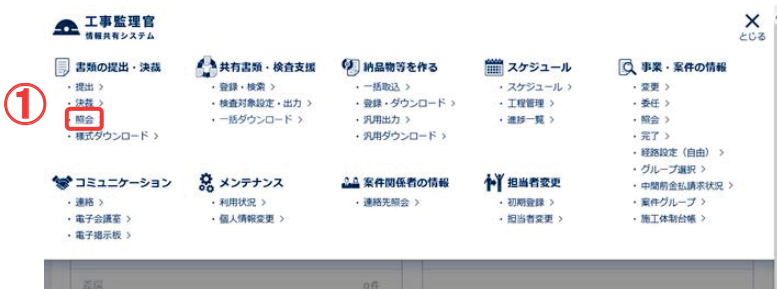 工事監理官
情報共有システム
とじる
書類の提出・決裁
・提出 >
・決裁 >
・照会
・様式ダウンロード >
共有書類・検査支援
・登録・検索 >
・検査対象設定・出力 >
・一括ダウンロード >
納品物等を作る
・一括取込 >
・登録・ダウンロード >
・汎用出力 >
・汎用ダウンロード >
スケジュール
・スケジュール >
・工程管理 >
・進捗一覧 >
事業・案件の情報
・変更 >
・委任 >
・照会 >
・完了 >
・経路設定（自由） >
・グループ選択 >
・中間前金払請求状況 >
・案件グループ >
・施工体制台帳 >
①
コミュニケーション
・連絡 >
・電子会議室 >
・電子掲示板 >
メンテナンス
・利用状況 >
・個人情報変更 >
案件関係者の情報
・連絡先照会 >
担当者変更
・初期登録 >
・担当者変更 >
差戻
0件